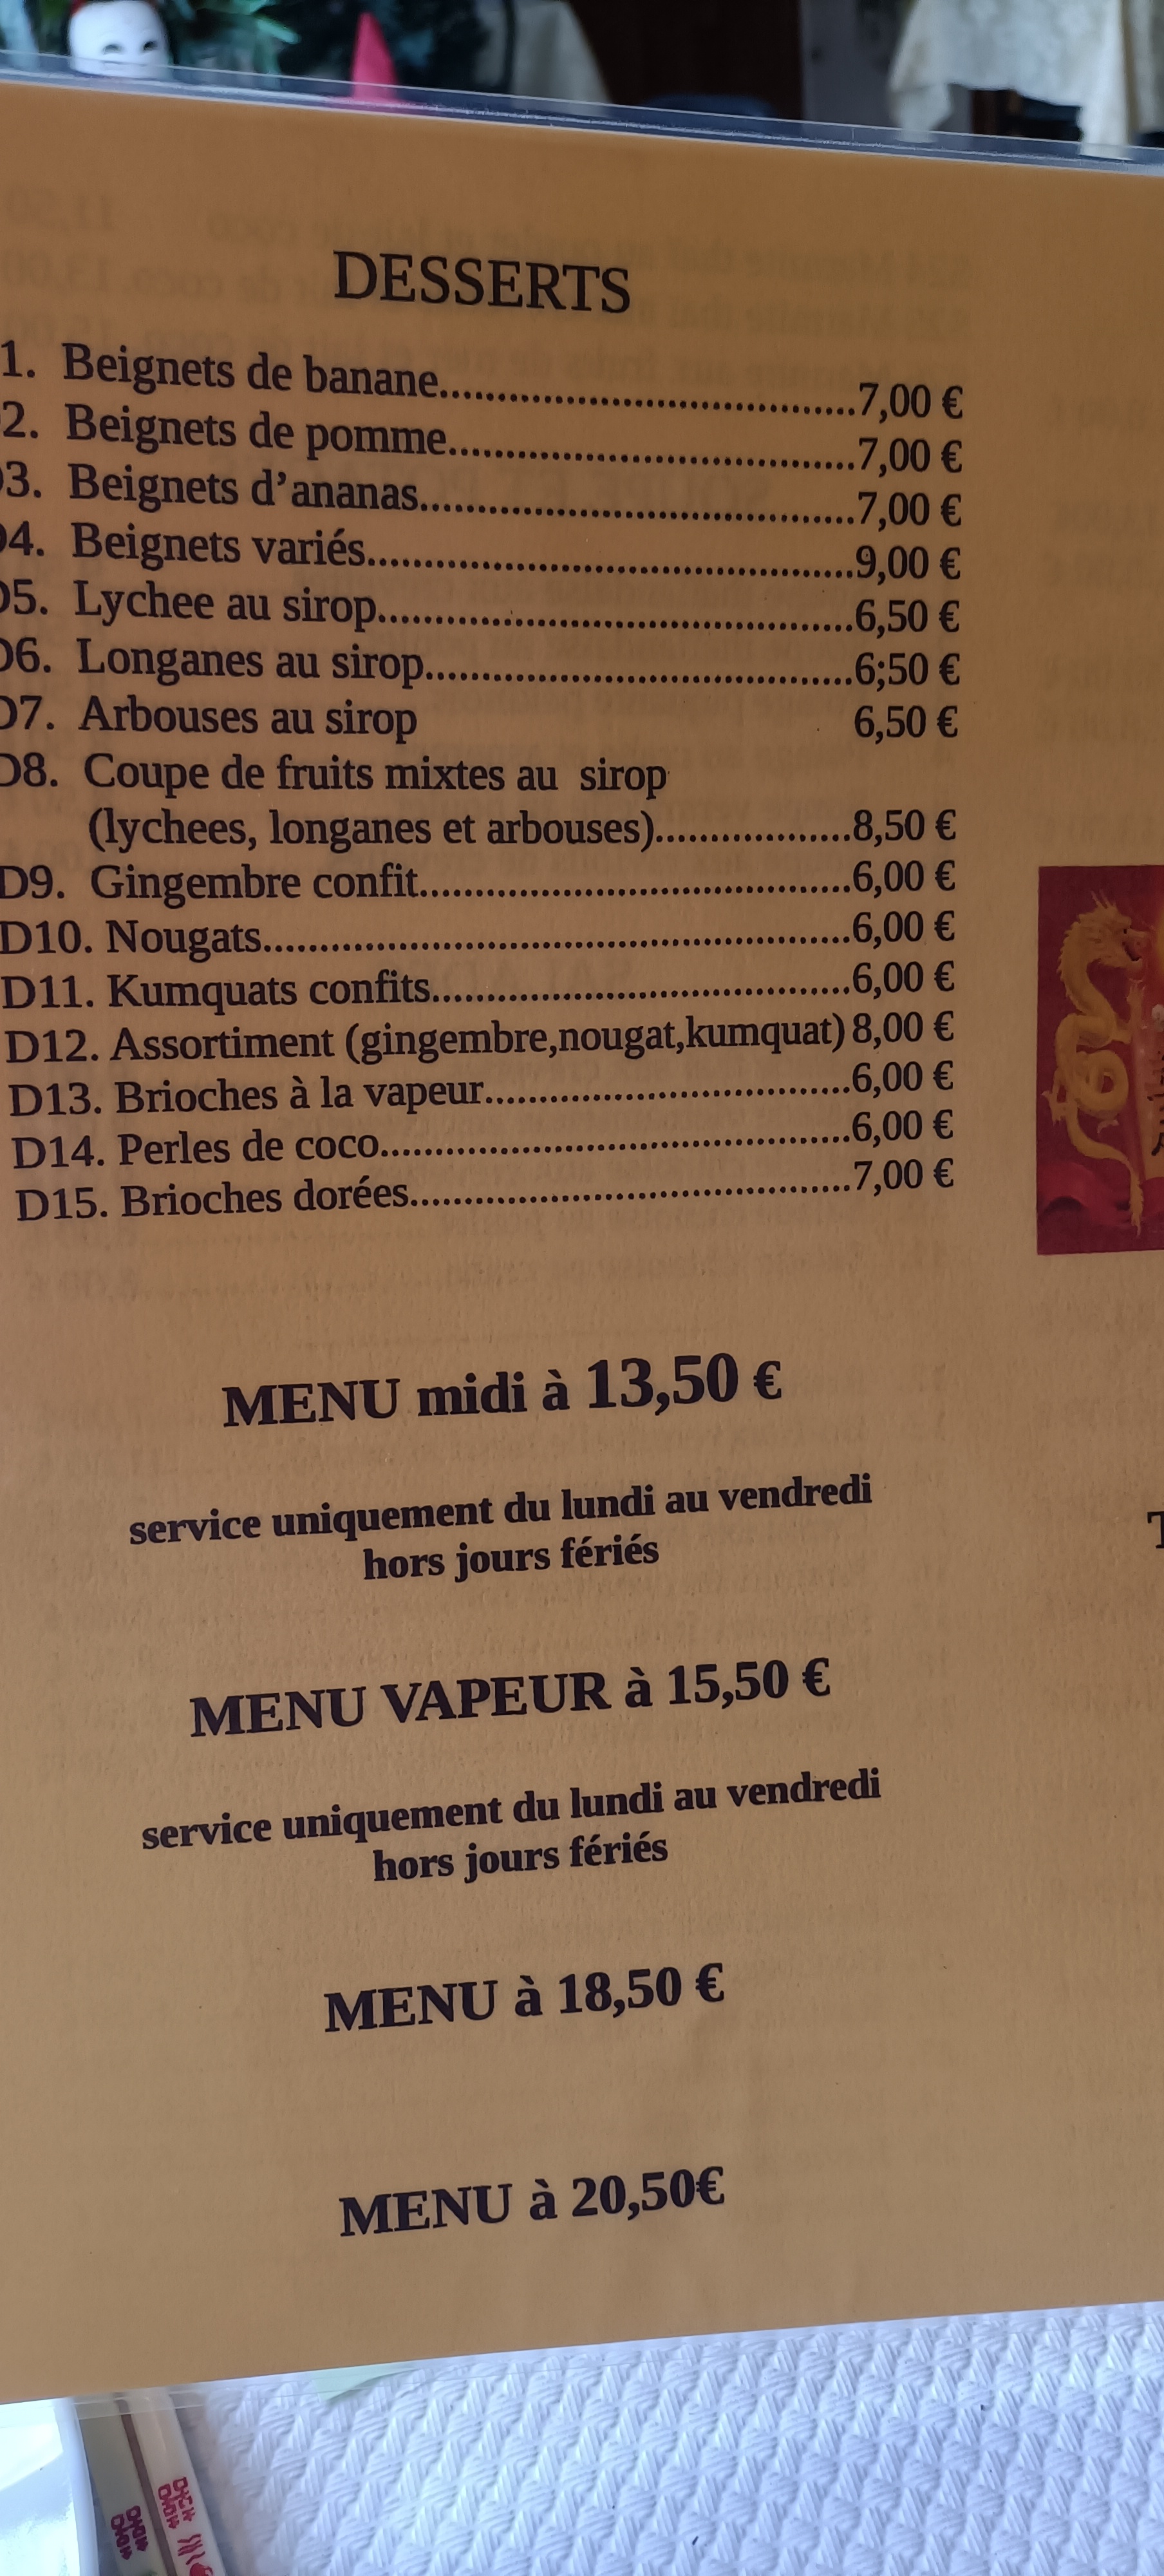 DESSERTS
1. Beignets de banane........................................7,00 €
2. Beignets de pomme.......................................7,00 €
D3. Beignets d’ananas..........................................7,00 €
D4. Beignets variés...............................................9,00 €
D5. Lychee au sirop..............................................6,50 €
D6. Longanes au sirop.........................................6;50 €
D7. Arbouses au sirop 6,50 €
D8. Coupe de fruits mixtes au sirop
(lychees, longanes et arbouses)..................8,50 €
D9. Gingembre confit.........................................6,00 €
D10. Nougats........................................................6,00 €
D11. Kumquats confits........................................6,00 €
D12. Assortiment (gingembre,nougat,kumquat) 8,00 €
D13. Brioches à la vapeur...................................6,00 €
D14. Perles de coco.............................................6,00 €
D15. Brioches dorées..........................................7,00 €
MENU midi à 13,50 €
service uniquement du lundi au vendredi
hors jours fériés
MENU VAPEUR à 15,50 €
service uniquement du lundi au vendredi
hors jours fériés
MENU à 18,50 €
MENU à 20,50€